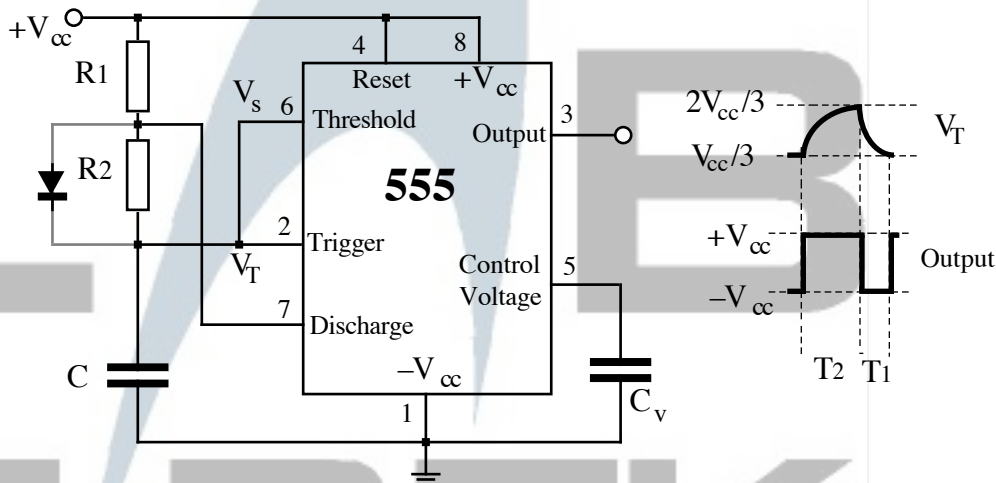 +Vcc
R1
R2
C
Vs
VT
4
8
Reset
+Vcc
6
Threshold
3
Output
555
2
Trigger
Control
Voltage
5
7
Discharge
–Vcc
1
Cv
2Vcc/3
VT
Vcc/3
+Vcc
Output
–Vcc
T2
T1